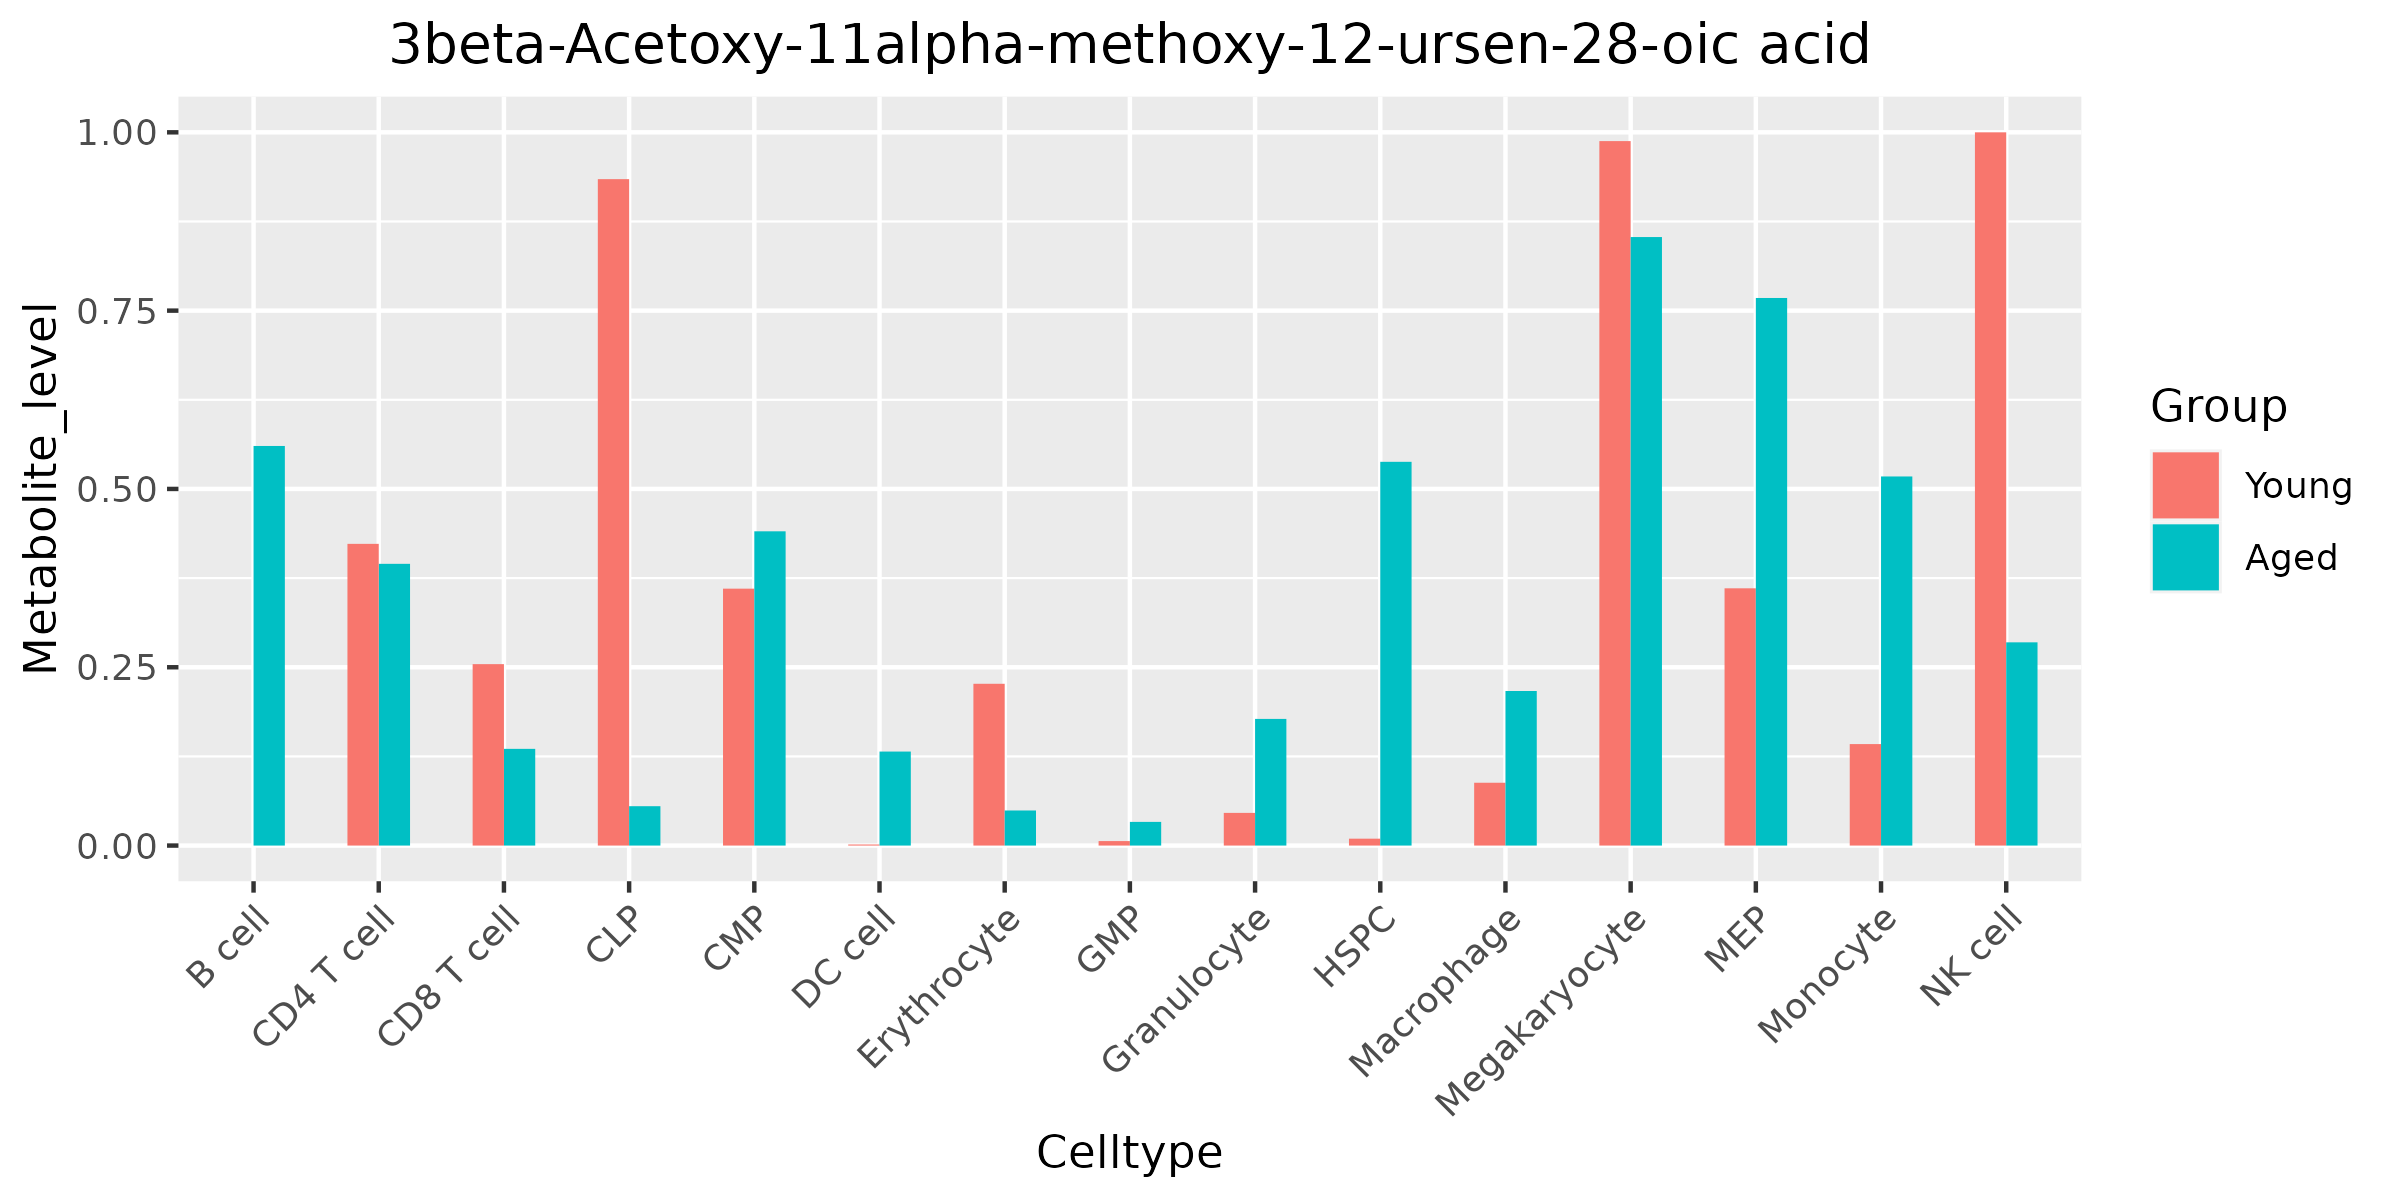 3beta-Acetoxy-11alpha-methoxy-12-ursen-28-oic acid
Metabolite_level
1.00
0.75
0.50
0.25
0.00
B cell
CD4 T cell
CD8 T cell
CLP
CMP
DC cell
Erythrocyte
GMP
Granulocyte
HSPC
Macrophage
Megakaryocyte
MEP
Monocyte
NK cell
Celltype
Group
Young
Aged